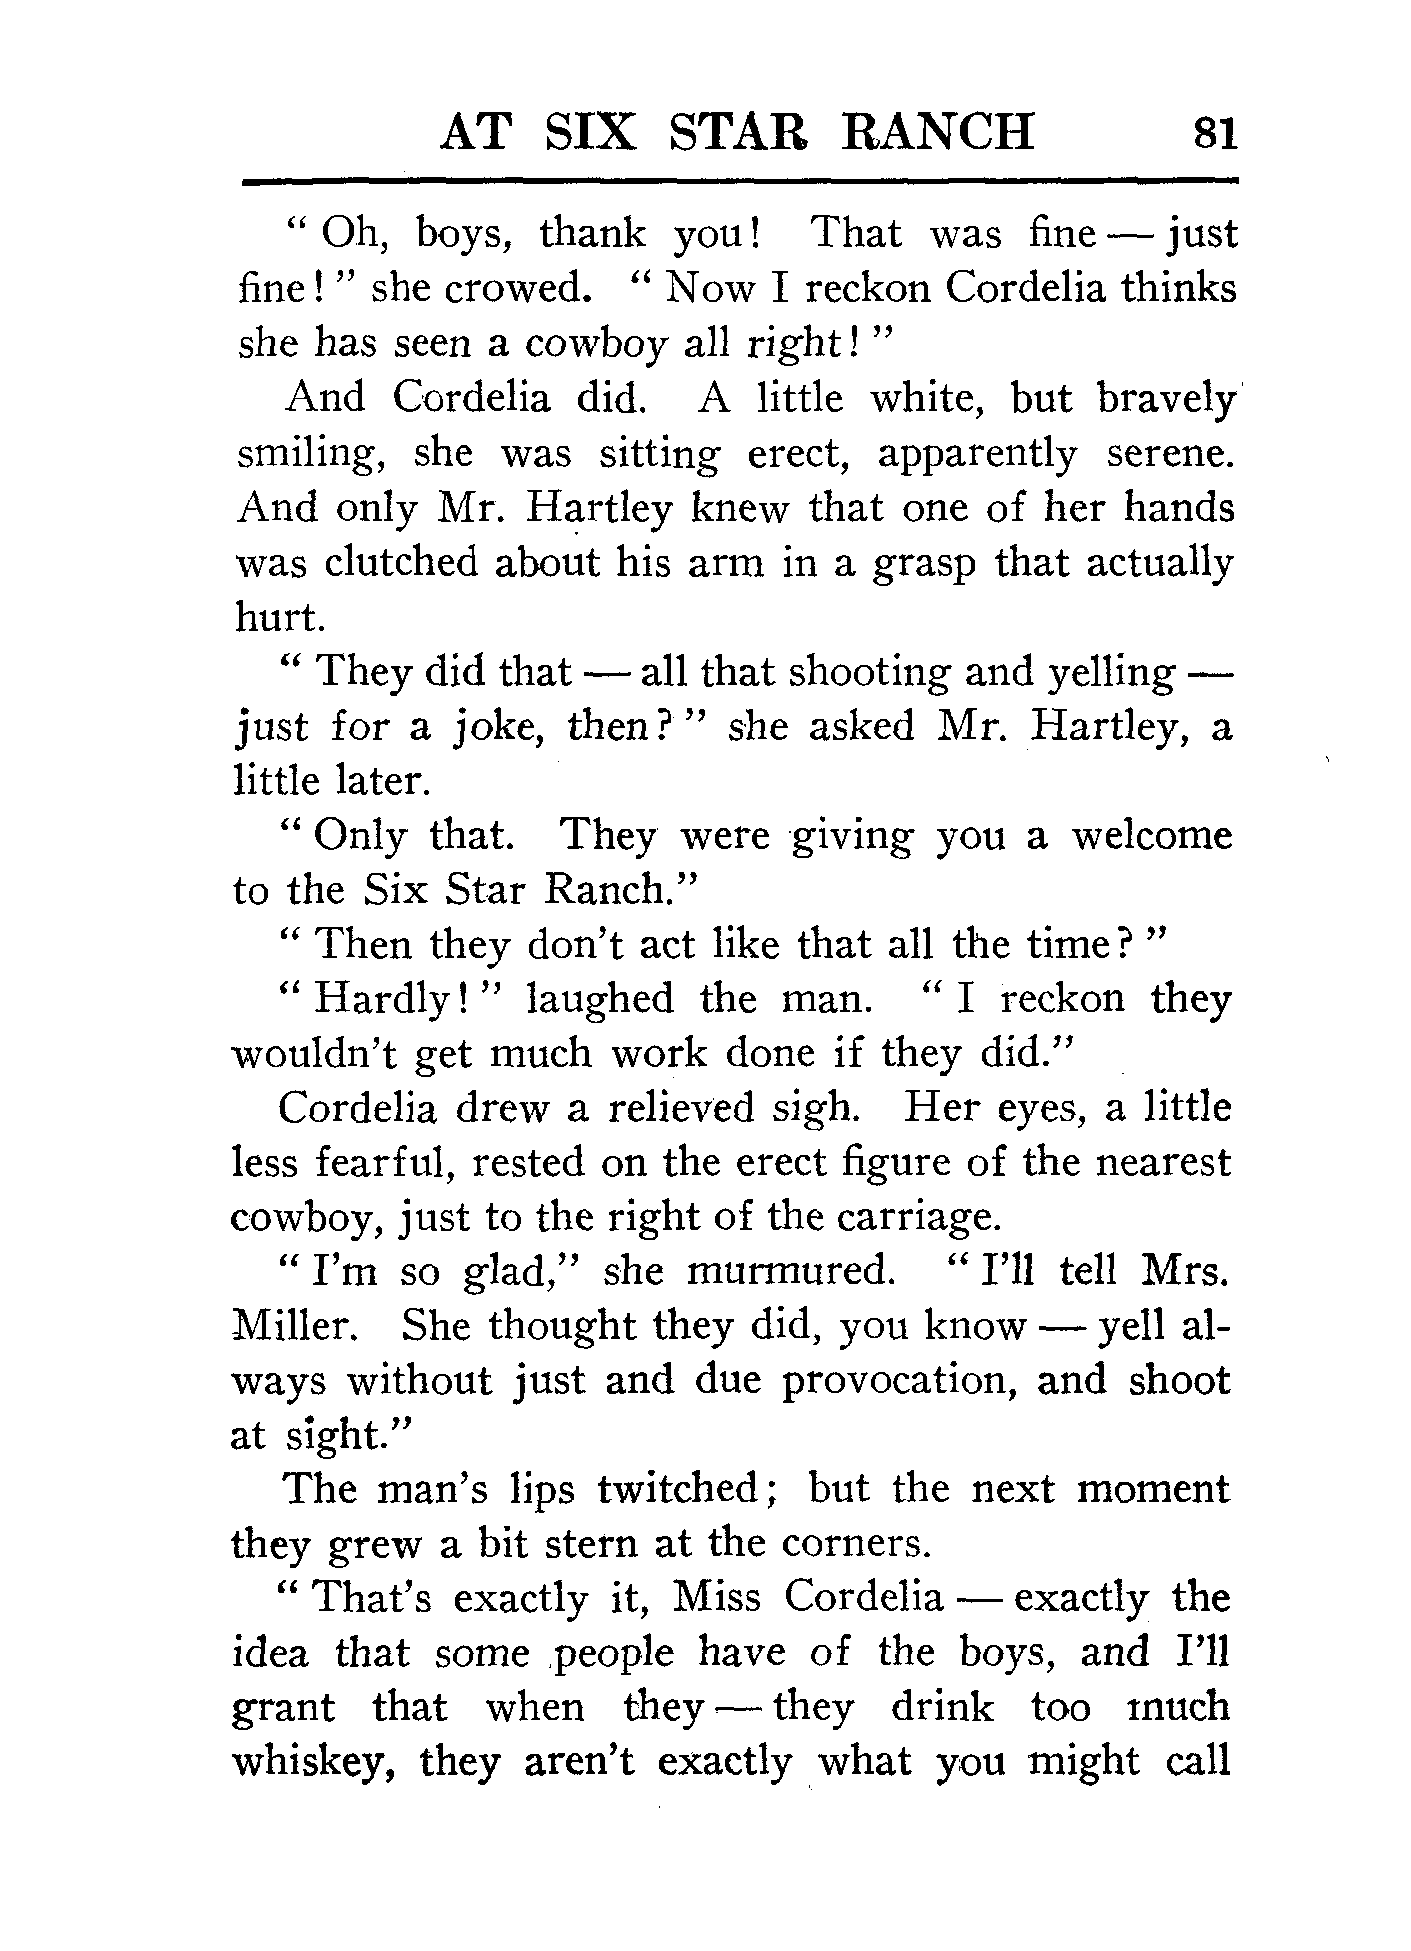 AT SIX STAR RANCH 81
“ Oh, boys, thank you! That was fine — just
fine! ” she crowed. “ Now I reckon Cordelia thinks
she has seen a cowboy all right! ”
And Cordelia did. A little white, but bravely
smiling, she was sitting erect, apparently serene.
And only Mr. Hartley knew that one of her hands
was clutched about his arm in a grasp that actually
hurt.
“ They did that — all that shooting and yelling —
just for a joke, then? ” she asked Mr. Hartley, a
little later.
“ Only that. They were giving you a welcome
to the Six Star Ranch.”
“ Then they don’t act like that all the time? ”
“ Hardly! ” laughed the man. “ I reckon they
wouldn’t get much work done if they did.”
Cordelia drew a relieved sigh. Her eyes, a little
less fearful, rested on the erect figure of the nearest
cowboy, just to the right of the carriage.
“ I’m so glad,” she murmured. “ I’ll tell Mrs.
Miller. She thought they did, you know — yell al-
ways without just and due provocation, and shoot
at sight.”
The man’s lips twitched; but the next moment
they grew a bit stern at the corners.
“ That’s exactly it, Miss Cordelia — exactly the
idea that some people have of the boys, and I’ll
grant that when they — they drink too much
whiskey, they aren’t exactly what you might call